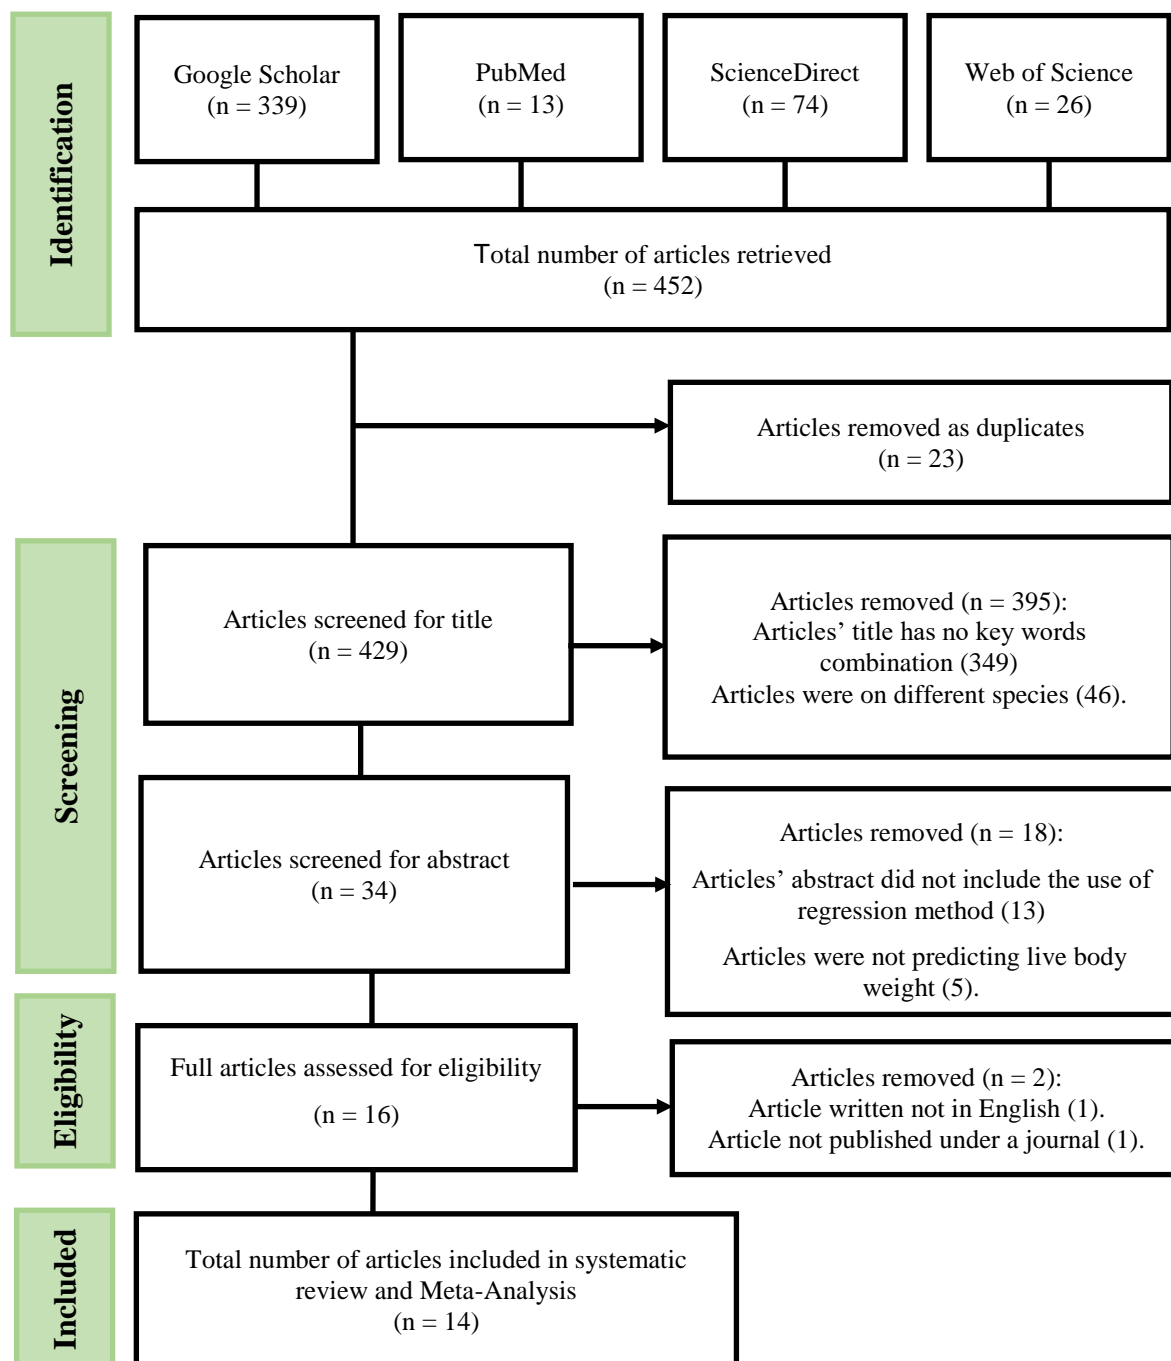 Identification
Google Scholar
(n = 339)
PubMed
(n = 13)
ScienceDirect
(n = 74)
Web of Science
(n = 26)
Total number of articles retrieved
(n = 452)
Articles removed as duplicates
(n = 23)
Screening
Articles screened for title
(n = 429)
Articles removed (n = 395):
Articles’ title has no key words
combination (349)
Articles were on different species (46).
Articles screened for abstract
(n = 34)
Articles removed (n = 18):
Articles’ abstract did not include the use of
regression method (13)
Articles were not predicting live body
weight (5).
Eligibility
Full articles assessed for eligibility
(n = 16)
Articles removed (n = 2):
Article written not in English (1).
Article not published under a journal (1).
Included
Total number of articles included in systematic
review and Meta-Analysis
(n = 14)